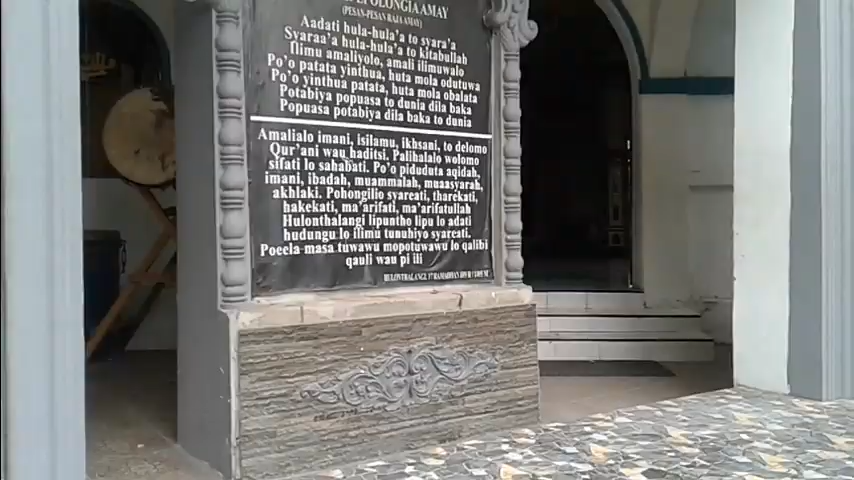 (PESAN-PESAN RAJA AMAY)
Aadati hula-hula'a to syara'a
Syaraa'a hula-hula'a to kitabullah
ilimu amaliyolo, amali ilimuwalo
Po'o patata yinthua, huta mola odutuwa
Po'o yinthua patata, huta mola obalata
Potabiya popuasa to dunia dila baka
Popuasa potabiya dila baka to dunia
Amalialo imani, isilamu, ikhsani, to delomo
Qur'ani wau haditsi. Palihalalo wolomo
sifati lo sahabati. Po'o piduduta aqidah,
imani, ibadah, muammalah, muaasyarah
akhlaki. Pohongilio syareati, tharekati,
hakekati, ma'arifati, ma'arifatullah
Hulonthalangi lipuntho lipu lo adati
hudungu lo ilimu tunuhiyo syareati.
Poeela-masa tuwawa mopotuwawu lo qalibi
qauli wau pi ili